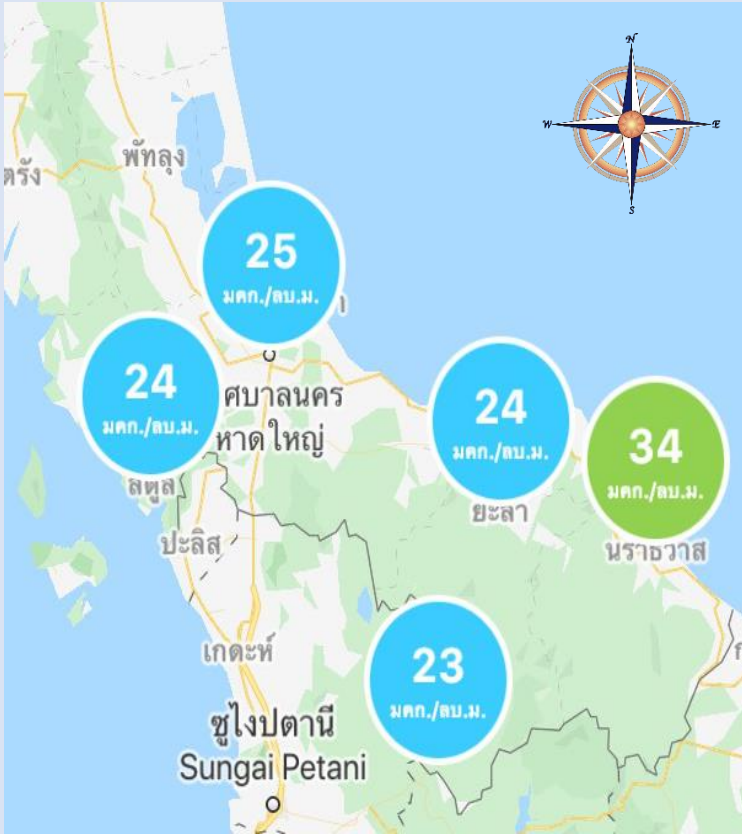 N
W
E
S
พัทลุง
ตรัง
25
มคก./ลบ.ม.
24
มคก./ลบ.ม.
ศบาลนคร
หาดใหญ่
24
มคก./ลบ.ม.
34
มคก./ลบ.ม.
สตูล
ยะลา
ปะลิส
นราธิวาส
เกดะห์
23
มคก./ลบ.ม.
ซูไงปตานี
Sungai Petani